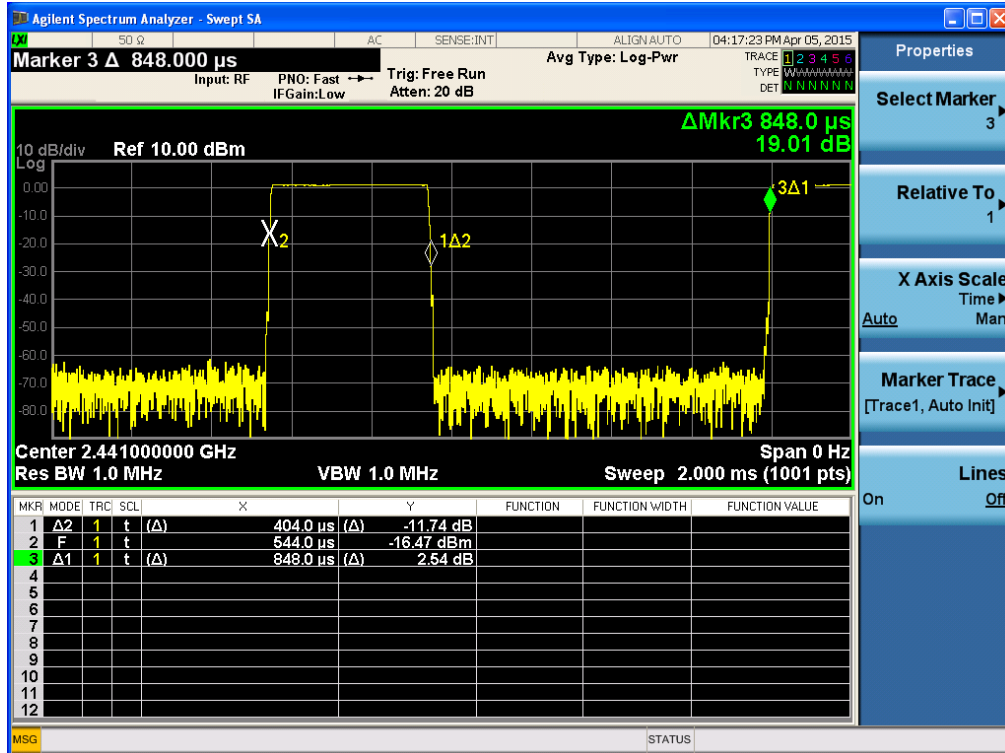 Agilent Spectrum Analyzer - Swept SA
LXI 50 Ω AC SENSE:INT ALIGN AUTO 04:17:23 PM Apr 05, 2015
Marker 3 Δ 848.000 µs
Input: RF
PNO: Fast
IFGain:Low
Trig: Free Run
Atten: 20 dB
Avg Type: Log-Pwr
TRACE 1 2 3 4 5 6
TYPE W
DET N N N N N N
ΔMkr3 848.0 µs
19.01 dB
10 dB/div Ref 10.00 dBm
Log
0.00
-10.0
-20.0
-30.0
-40.0
-50.0
-60.0
-70.0
-80.0
X2
1Δ2
3Δ1
Center 2.441000000 GHz Span 0 Hz
Res BW 1.0 MHz VBW 1.0 MHz Sweep 2.000 ms (1001 pts)
MKR MODE TRC SCL X Y FUNCTION FUNCTION WIDTH FUNCTION VALUE
1 Δ2 1 t (Δ) 404.0 µs (Δ) -11.74 dB
2 F 1 t 544.0 µs -16.47 dBm
3 Δ1 1 t (Δ) 848.0 µs (Δ) 2.54 dB
4
5
6
7
8
9
10
11
12
MSG STATUS
Properties
Select Marker
3
Relative To
1
X Axis Scale
Time
Auto Man
Marker Trace
[Trace1, Auto Init]
Lines
On Off